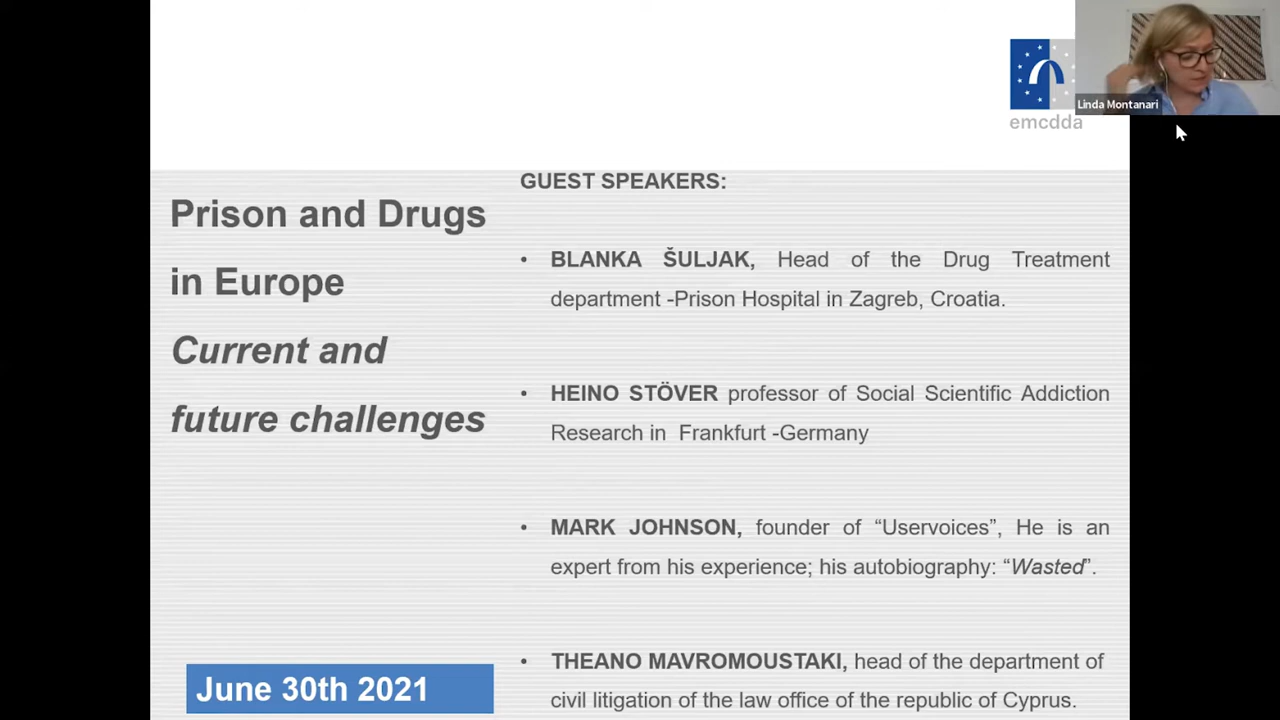 emcdda
Linda Montanari
Prison and Drugs
in Europe
Current and
future challenges
June 30th 2021
GUEST SPEAKERS:
• BLANKA ŠULJAK, Head of the Drug Treatment
department -Prison Hospital in Zagreb, Croatia.
• HEINO STÖVER professor of Social Scientific Addiction
Research in Frankfurt -Germany
• MARK JOHNSON, founder of “Uservoices”, He is an
expert from his experience; his autobiography: “Wasted”.
• THEANO MAVROMOUSTAKI, head of the department of
civil litigation of the law office of the republic of Cyprus.